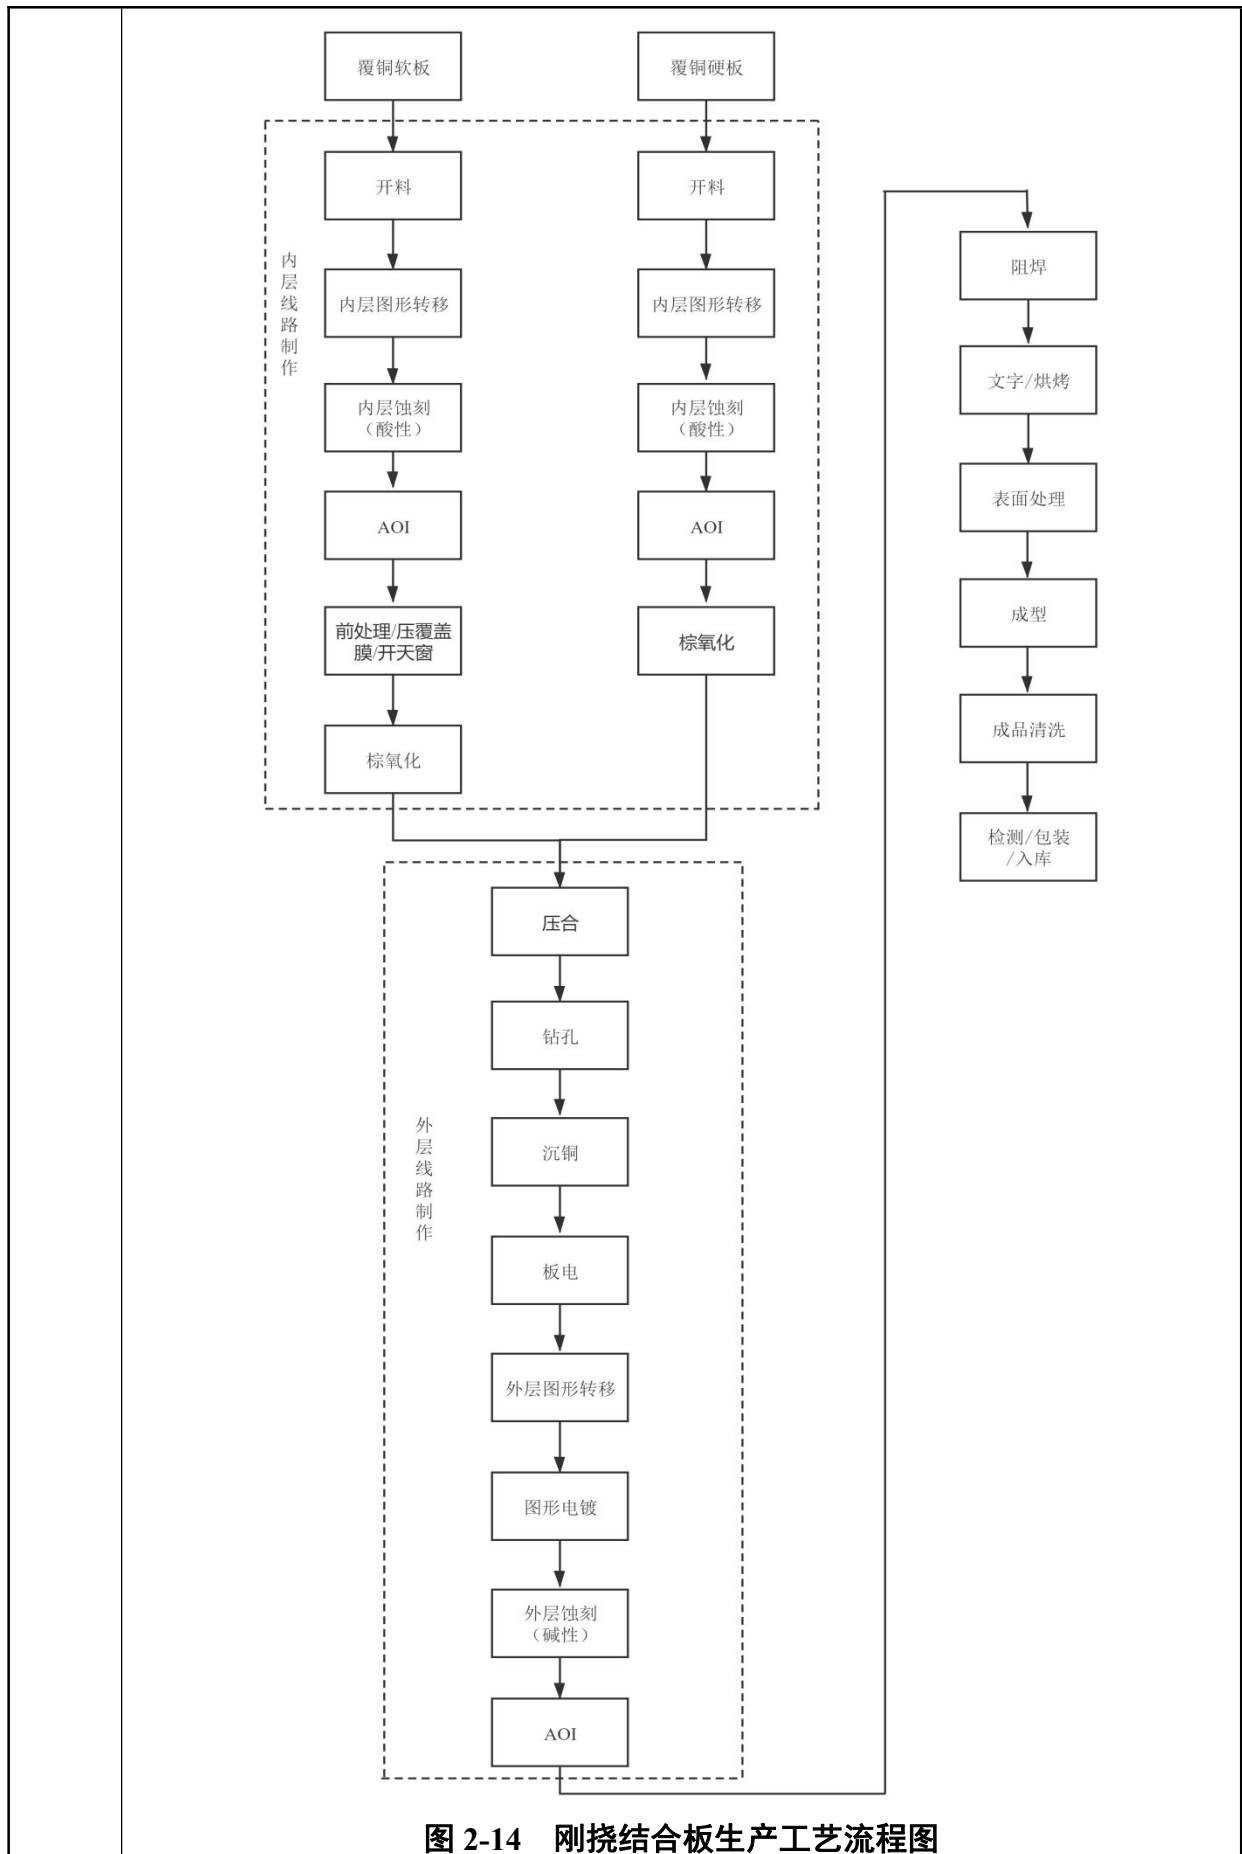 覆铜软板
覆铜硬板
开料
开料
内层线路制作
内层图形转移
内层图形转移
内层蚀刻
（酸性）
内层蚀刻
（酸性）
AOI
AOI
前处理/压覆盖
膜/开天窗
棕氧化
棕氧化
压合
钻孔
沉铜
外层线路制作
板电
外层图形转移
图形电镀
外层蚀刻
（碱性）
AOI
阻焊
文字/烘烤
表面处理
成型
成品清洗
检测/包装
/入库
图 2-14 刚挠结合板生产工艺流程图